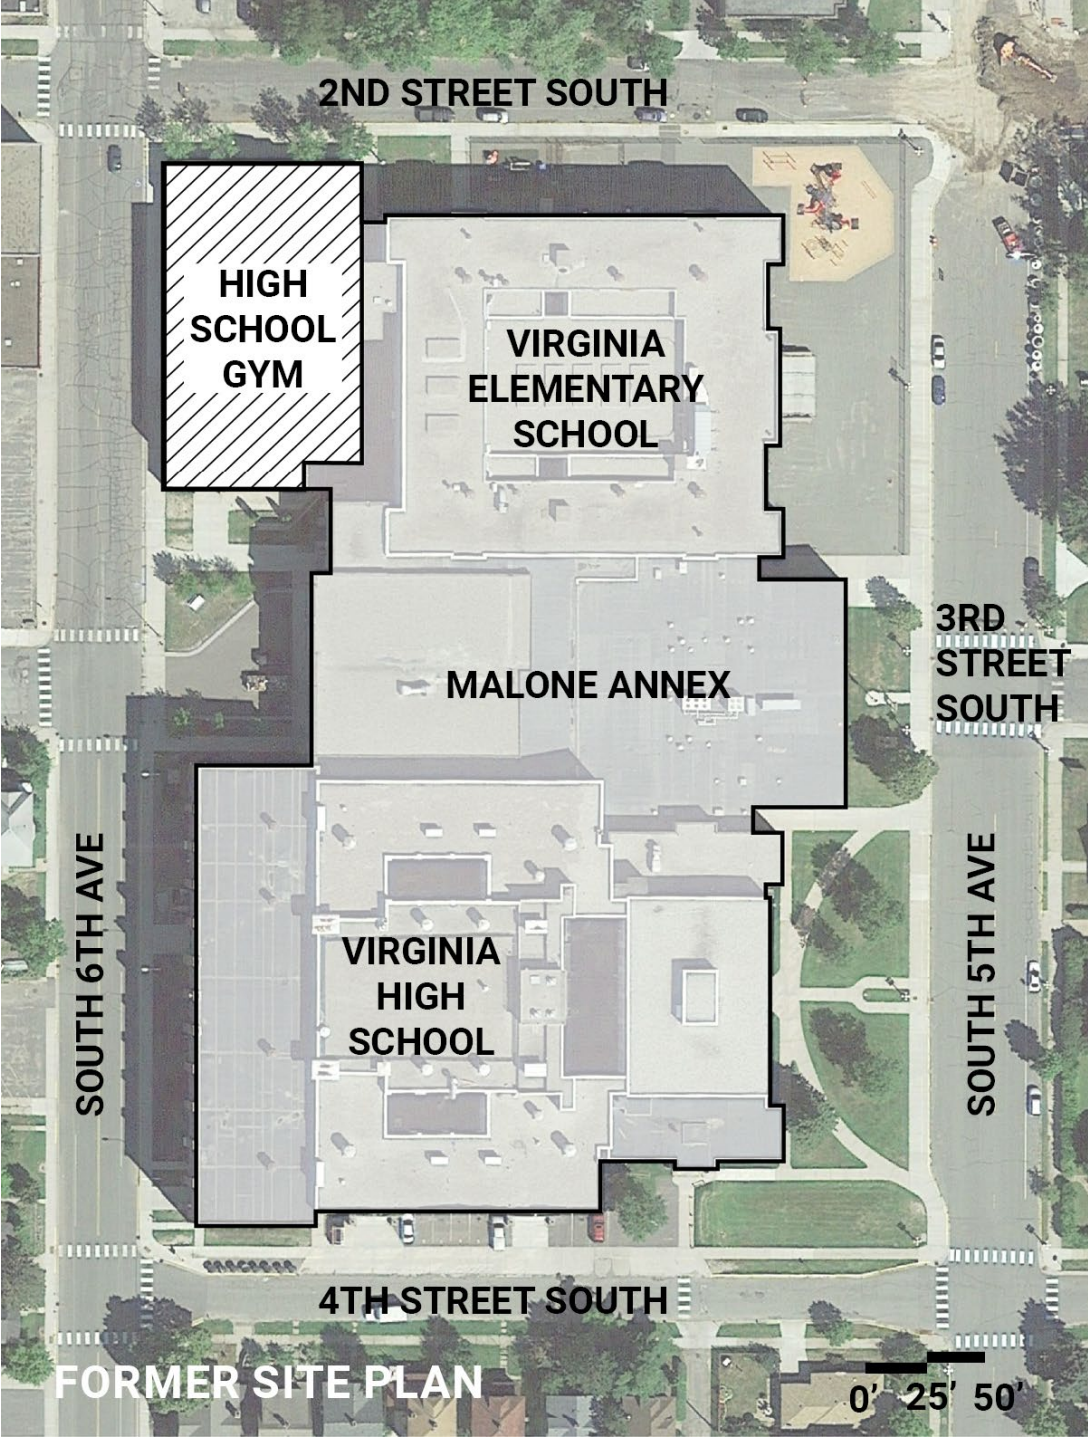 2ND STREET SOUTH
HIGH
SCHOOL
GYM
VIRGINIA
ELEMENTARY
SCHOOL
3RD
STREET
SOUTH
MALONE ANNEX
SOUTH 6TH AVE
VIRGINIA
HIGH
SCHOOL
SOUTH 5TH AVE
4TH STREET SOUTH
FORMER SITE PLAN
0' 25' 50'